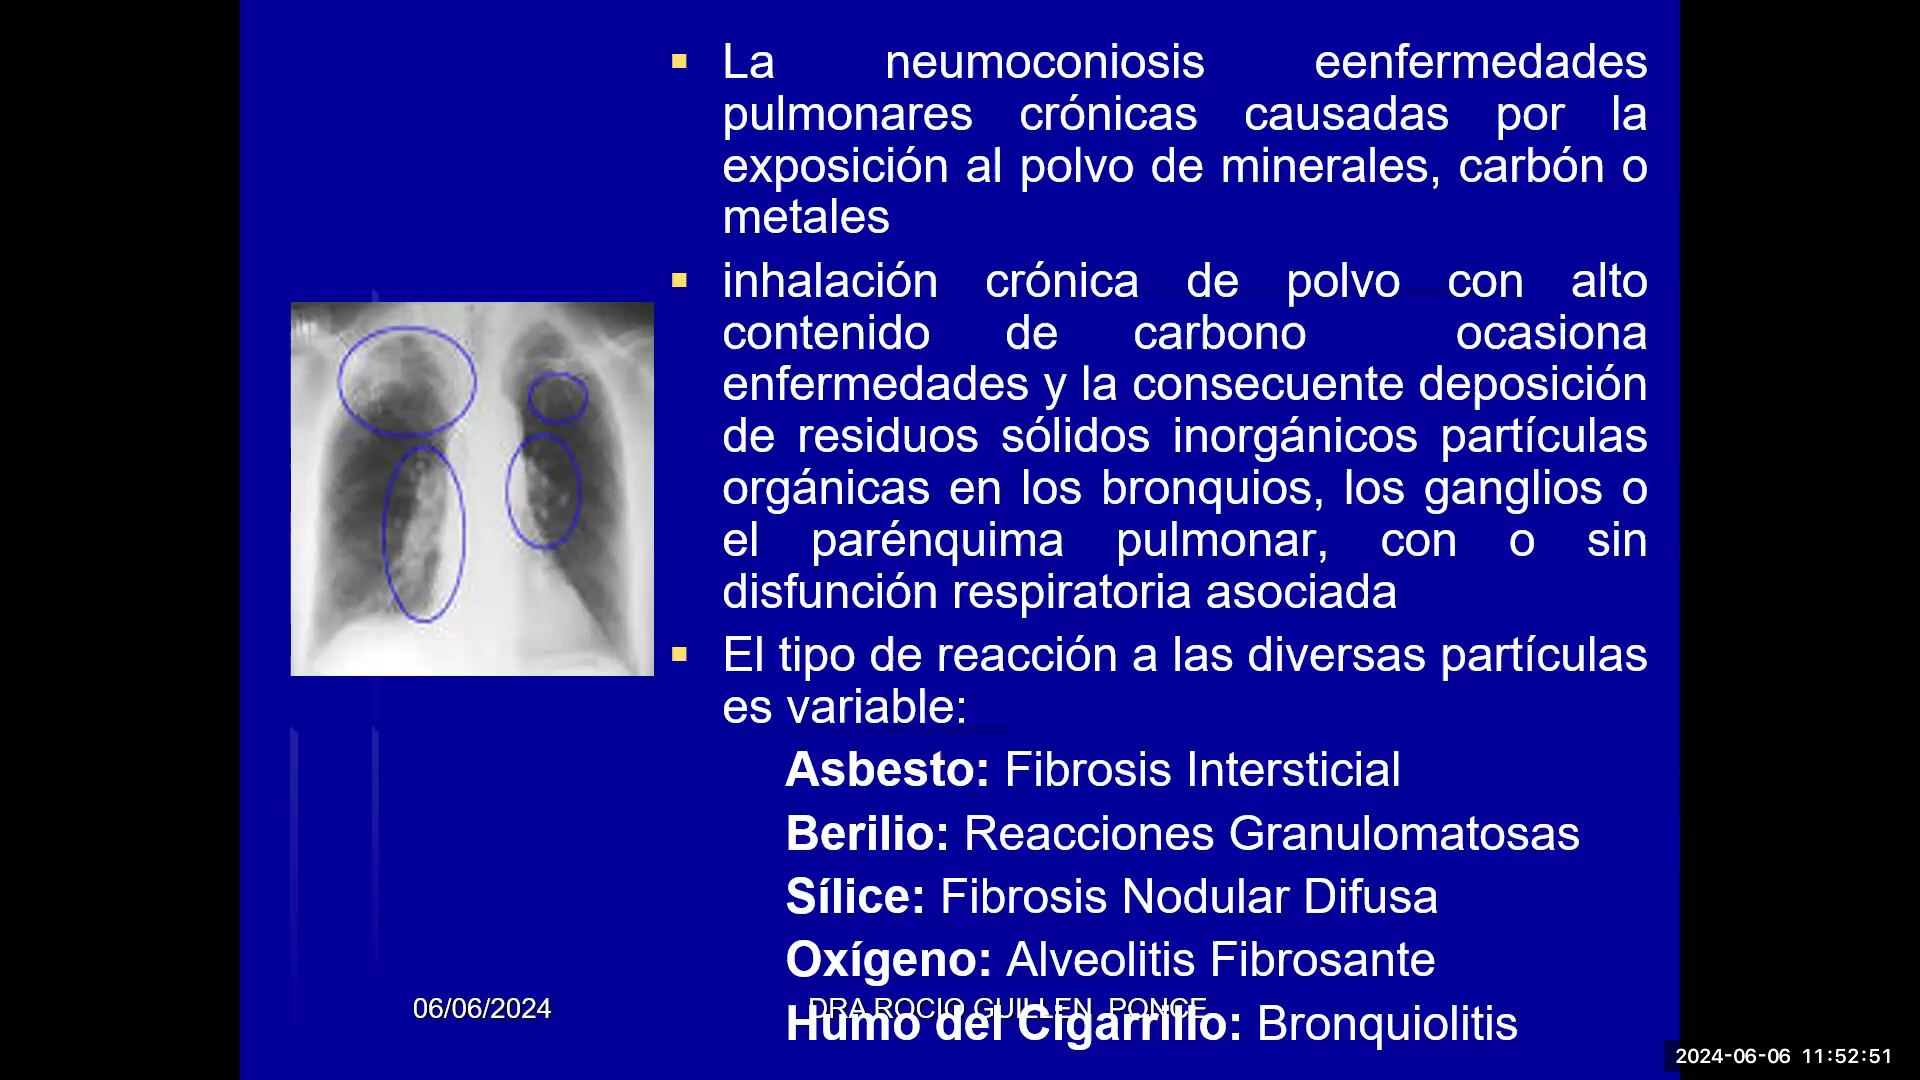 La neumoconiosis eenfermedades
pulmonares crónicas causadas por la
exposición al polvo de minerales, carbón o
metales
inhalación crónica de polvo con alto
contenido de carbono ocasiona
enfermedades y la consecuente deposición
de residuos sólidos inorgánicos partículas
orgánicas en los bronquios, los ganglios o
el parénquima pulmonar, con o sin
disfunción respiratoria asociada
El tipo de reacción a las diversas partículas
es variable:
Asbesto: Fibrosis Intersticial
Berilio: Reacciones Granulomatosas
Sílice: Fibrosis Nodular Difusa
Oxígeno: Alveolitis Fibrosante
Humo del Cigarrillo: Bronquiolitis
06/06/2024
DRA ROCIO GUILLEN PONCE
2024-06-06 11:52:51